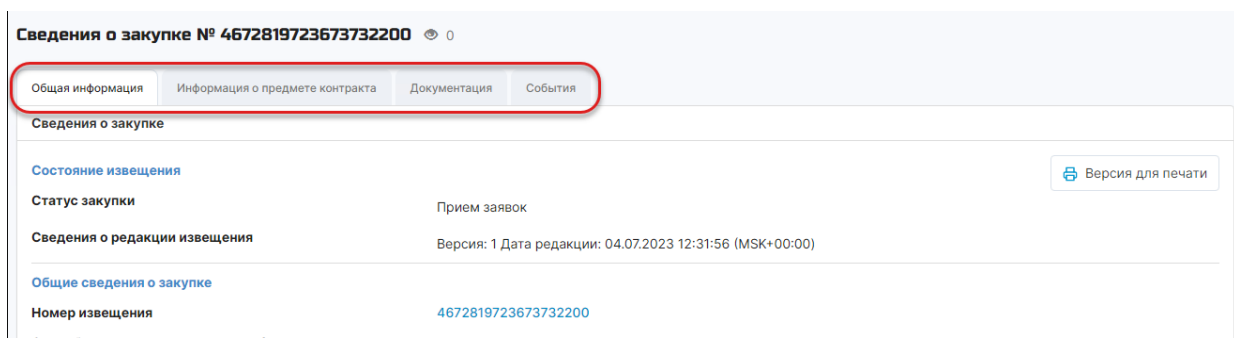 Сведения о закупке № 4672819723673732200 0
Общая информация Информация о предмете контракта Документация События
Сведения о закупке
Состояние извещения
Версия для печати
Статус закупки Прием заявок
Сведения о редакции извещения Версия: 1 Дата редакции: 04.07.2023 12:31:56 (MSK+00:00)
Общие сведения о закупке
Номер извещения 4672819723673732200